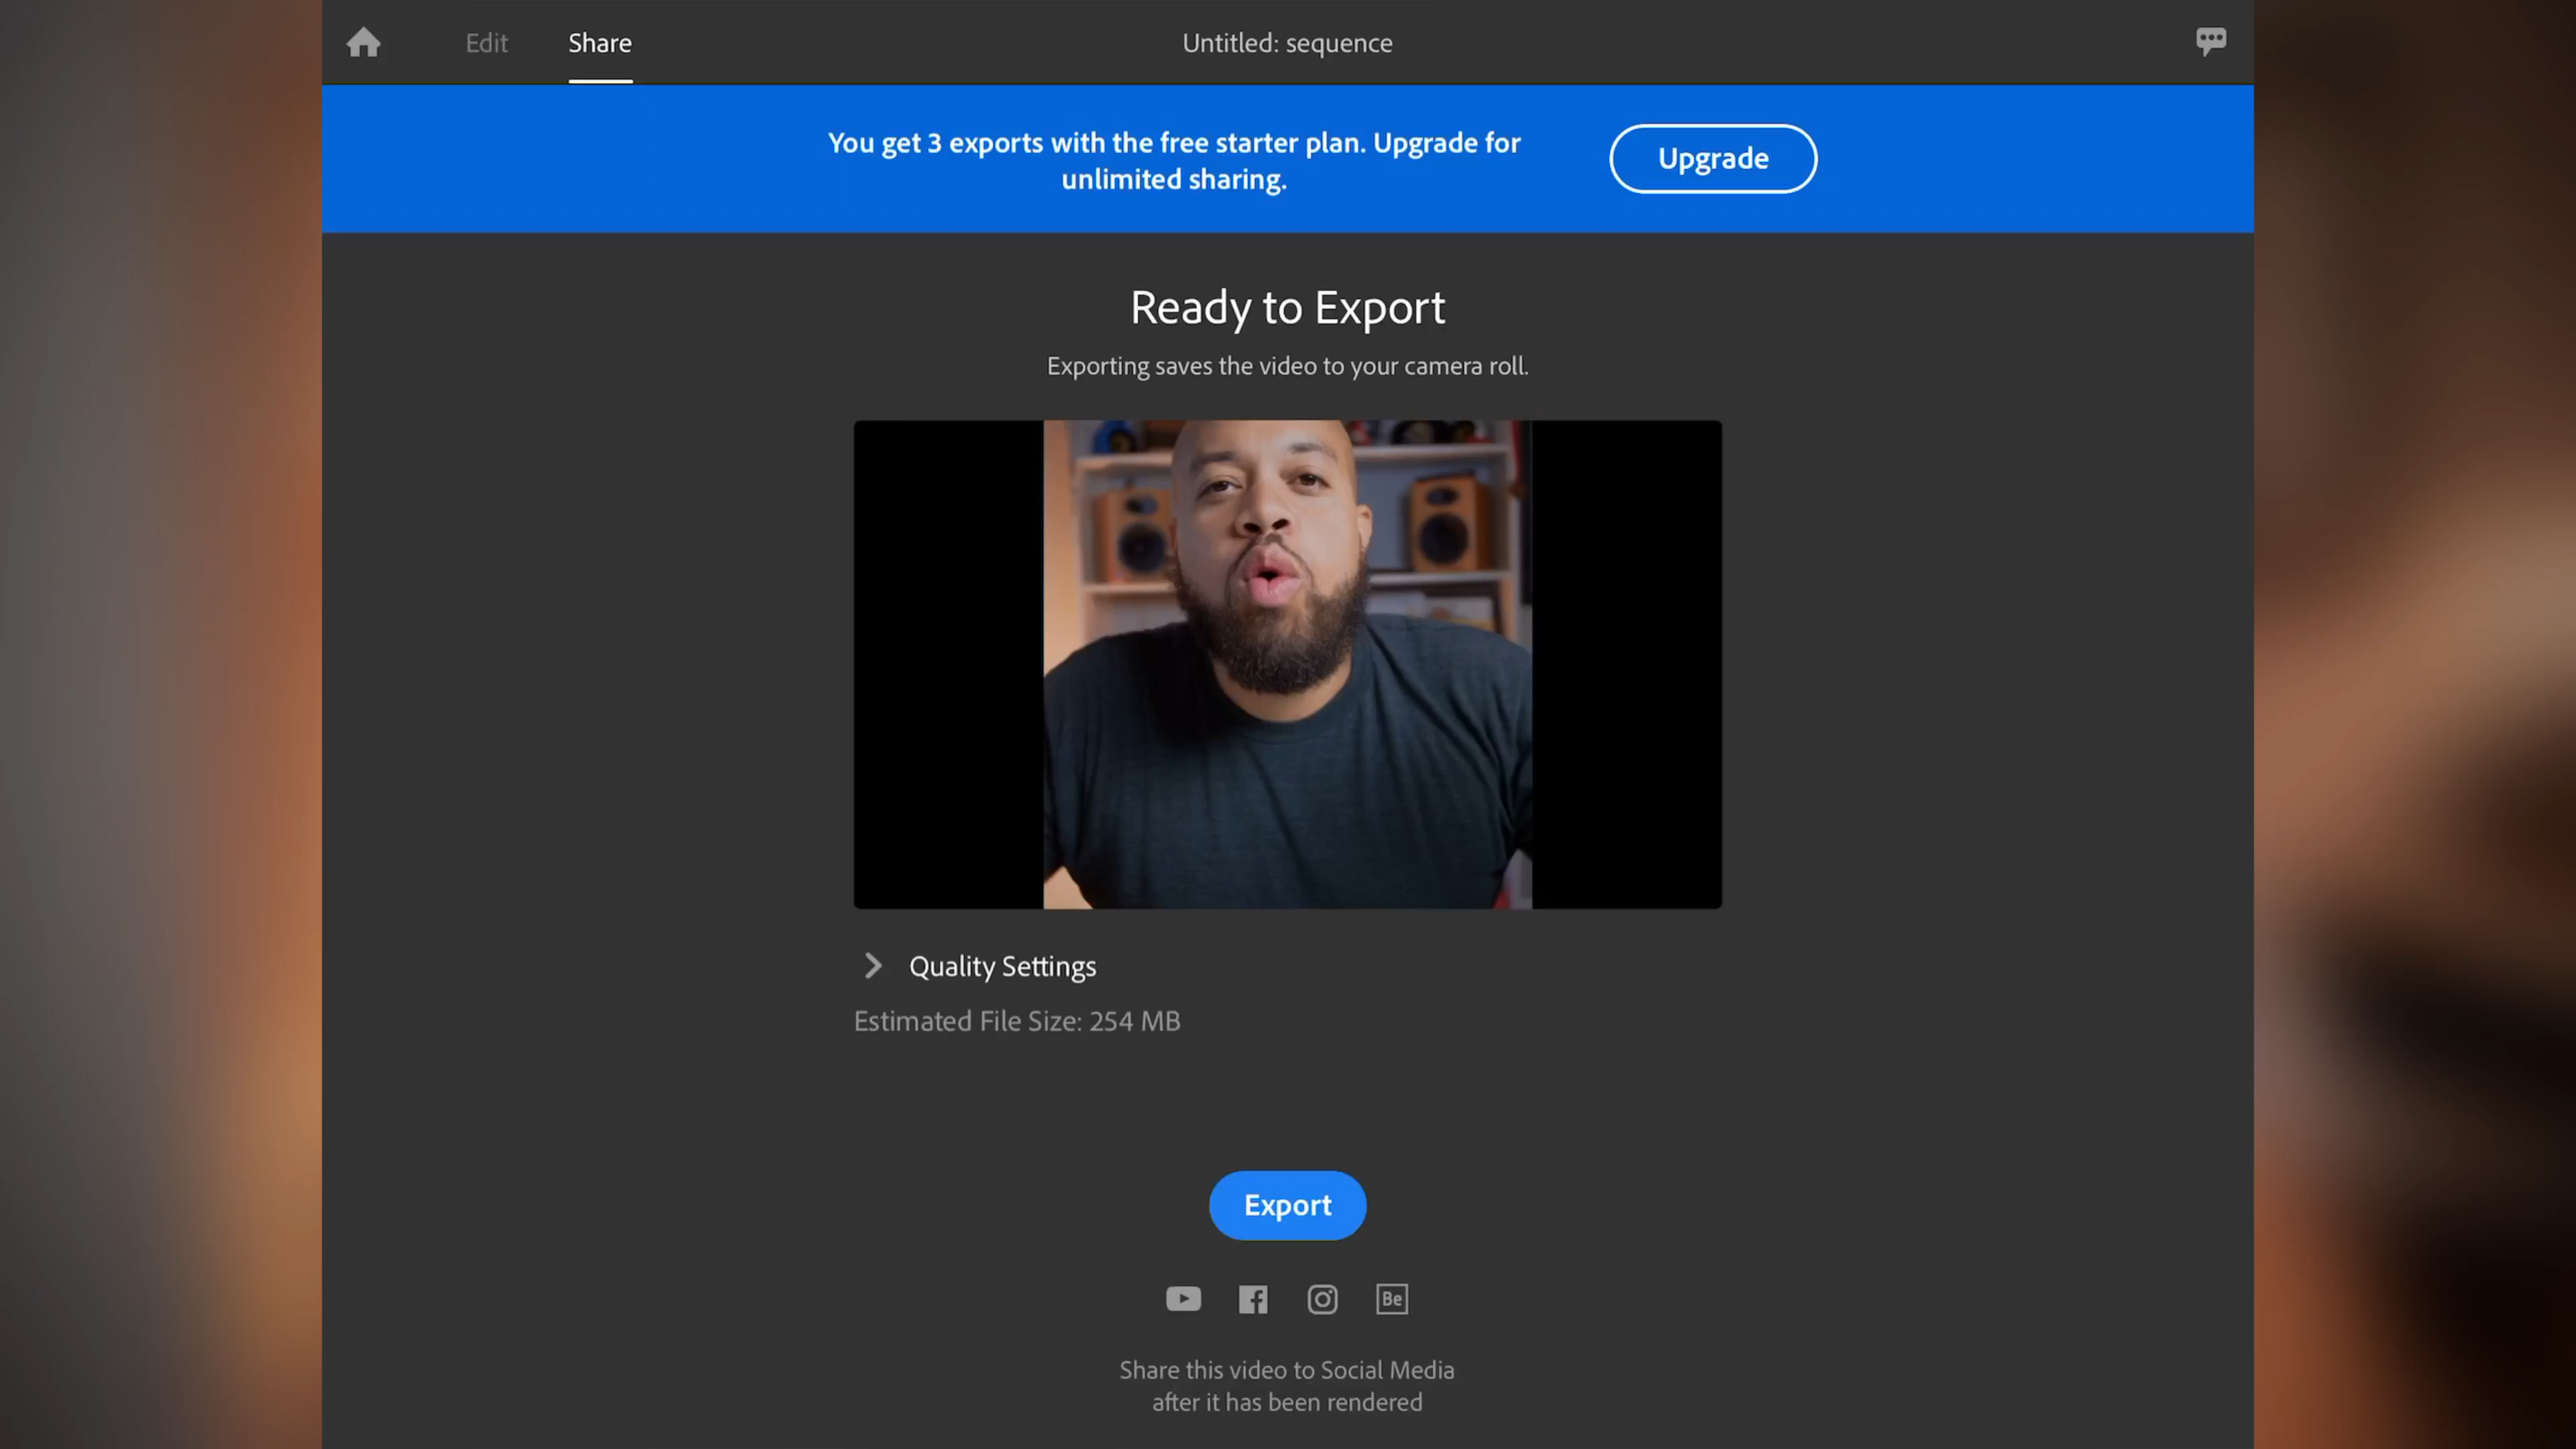 Edit
Share
Untitled: sequence
You get 3 exports with the free starter plan. Upgrade for
unlimited sharing.
Upgrade
Ready to Export
Exporting saves the video to your camera roll.
Quality Settings
Estimated File Size: 254 MB
Export
Be
Share this video to Social Media
after it has been rendered